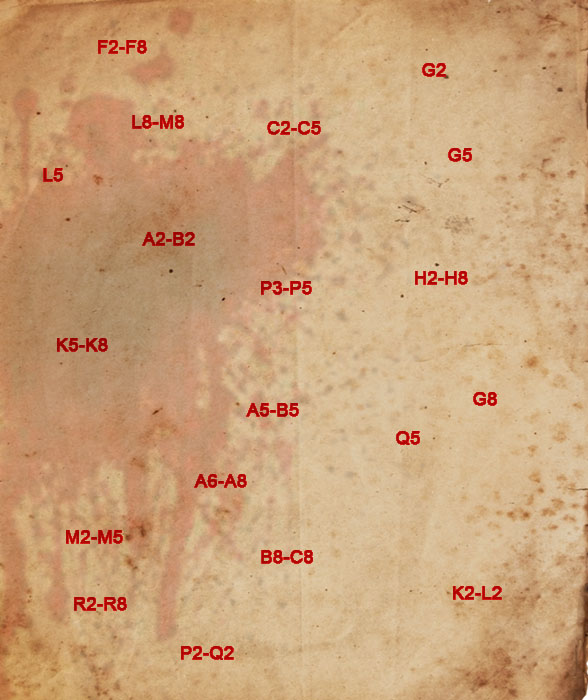 F2-F8
G2
L8-M8
C2-C5
G5
L5
A2-B2
H2-H8
P3-P5
K5-K8
G8
A5-B5
Q5
A6-A8
M2-M5
B8-C8
K2-L2
R2-R8
P2-Q2